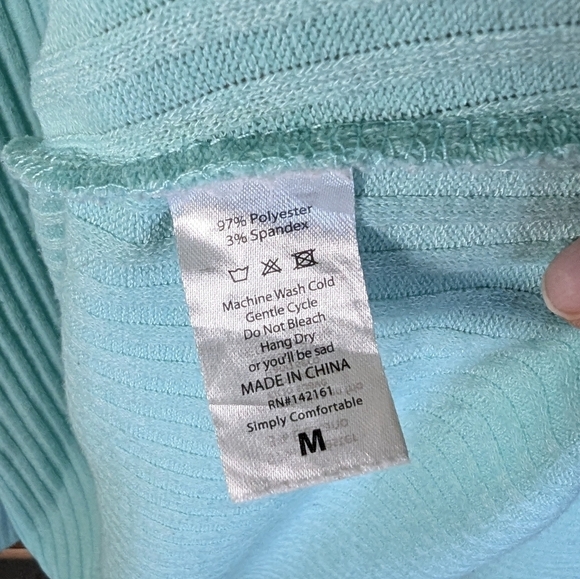 97% Polyester
3% Spandex
Machine Wash Cold
Gentle Cycle
Do Not Bleach
Hang Dry
or you'll be sad
MADE IN CHINA
RN#142161
Simply Comfortable
M